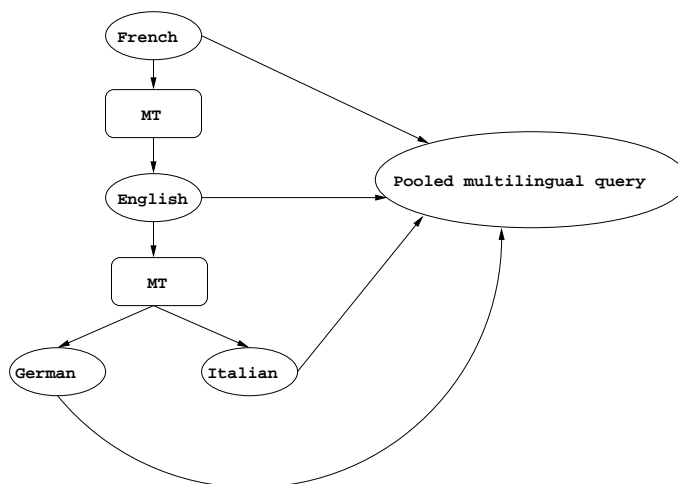 French
MT
Pooled multilingual query
English
MT
German
Italian